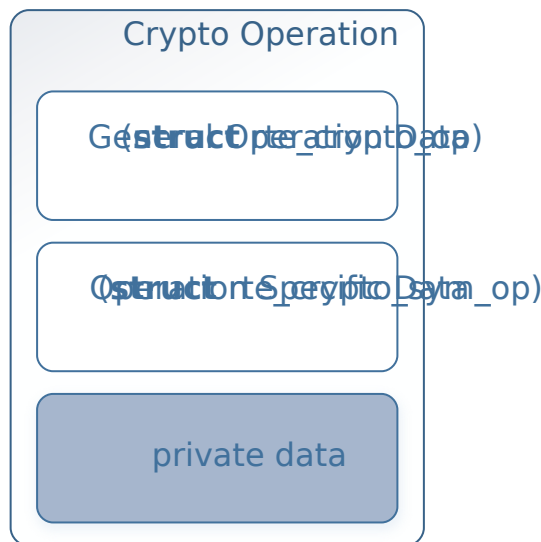 Crypto Operation
General Operation Data
(struct rte_crypto_op)
Operation Specific Data
(struct rte_crypto_sym_op)
private data